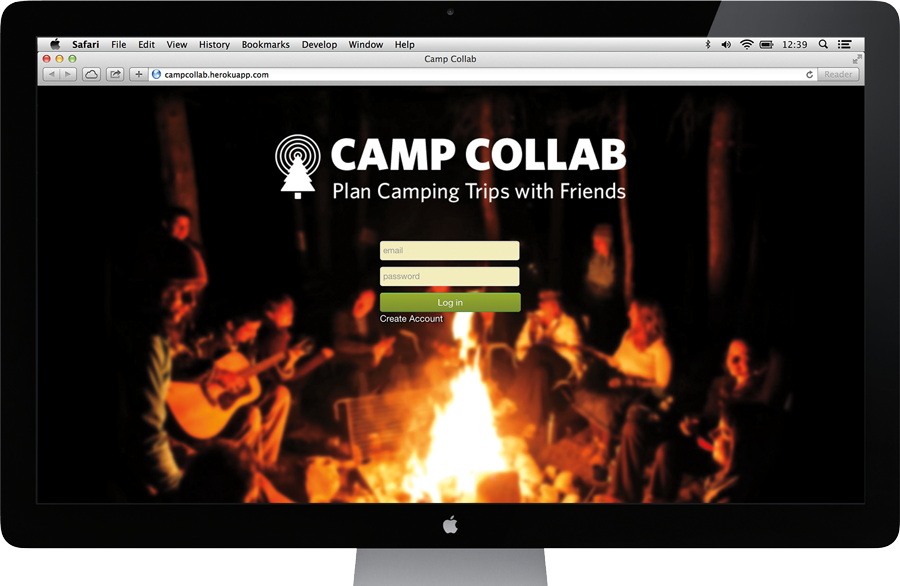 Safari File Edit View History Bookmarks Develop Window Help 12:39
Camp Collab
campcollab.herokuapp.com Reader
CAMP COLLAB
Plan Camping Trips with Friends
email
password
Log in
Create Account